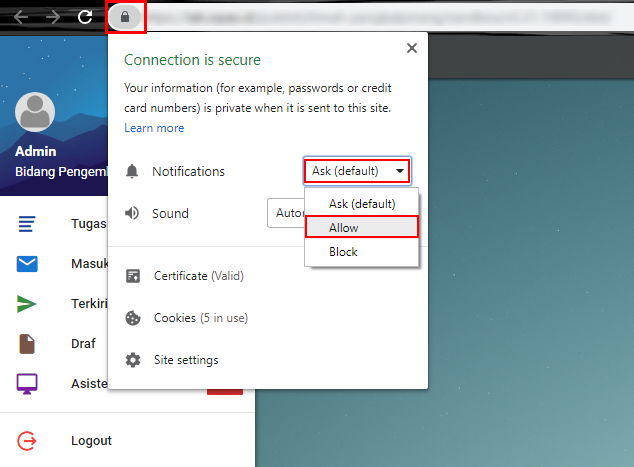 Connection is secure
Your information (for example, passwords or credit
card numbers) is private when it is sent to this site.
Learn more
Admin
Bidang Pengemb
Notifications
Ask (default)
Ask (default)
Allow
Block
Sound
Certificate (Valid)
Cookies (5 in use)
Site settings
Tugas
Masuk
Terkiri
Draf
Asiste
Logout